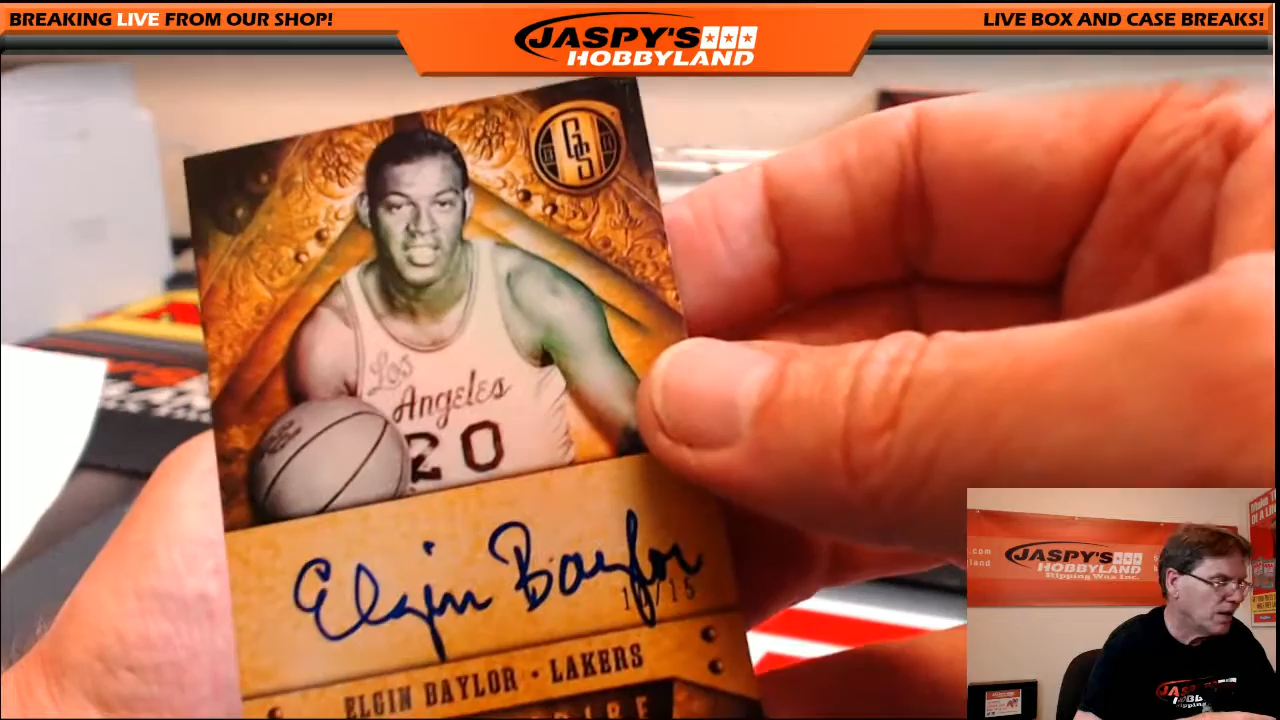 BREAKING LIVE FROM OUR SHOP!
JASPY'S
HOBBYLAND
LIVE BOX AND CASE BREAKS!
GS
Los
Angeles
20
Elgin Baylor
ELGIN BAYLOR · LAKERS
JASPY'S
HOBBYLAND
Ripping Wax Inc.
.com